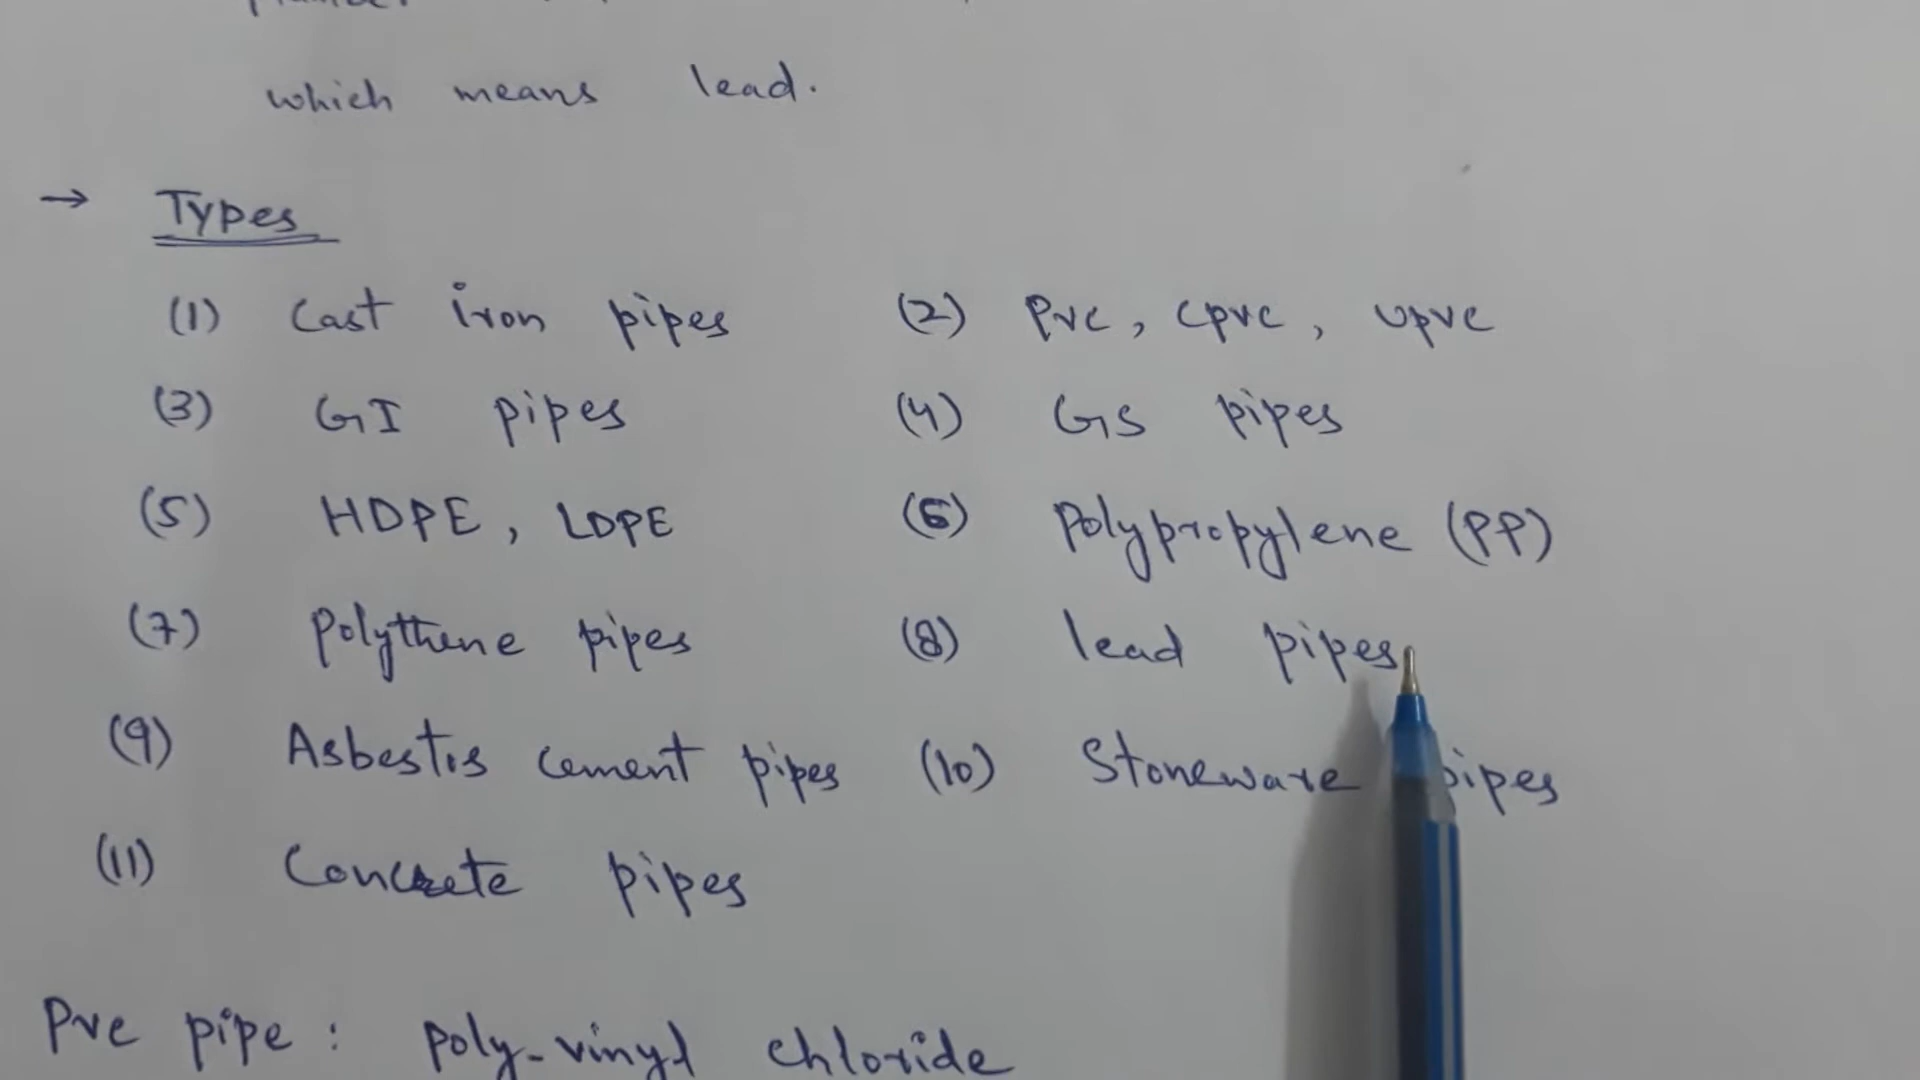 which means lead.
→ Types
(1) Cast iron pipes (2) PVC, CPVC, UPVC
(3) GI pipes (4) GS pipes
(5) HDPE, LDPE (6) Polypropylene (PP)
(7) Polythene pipes (8) lead pipes
(9) Asbestos cement pipes (10) Stoneware pipes
(11) Concrete pipes
PVC pipe : poly-vinyl chloride